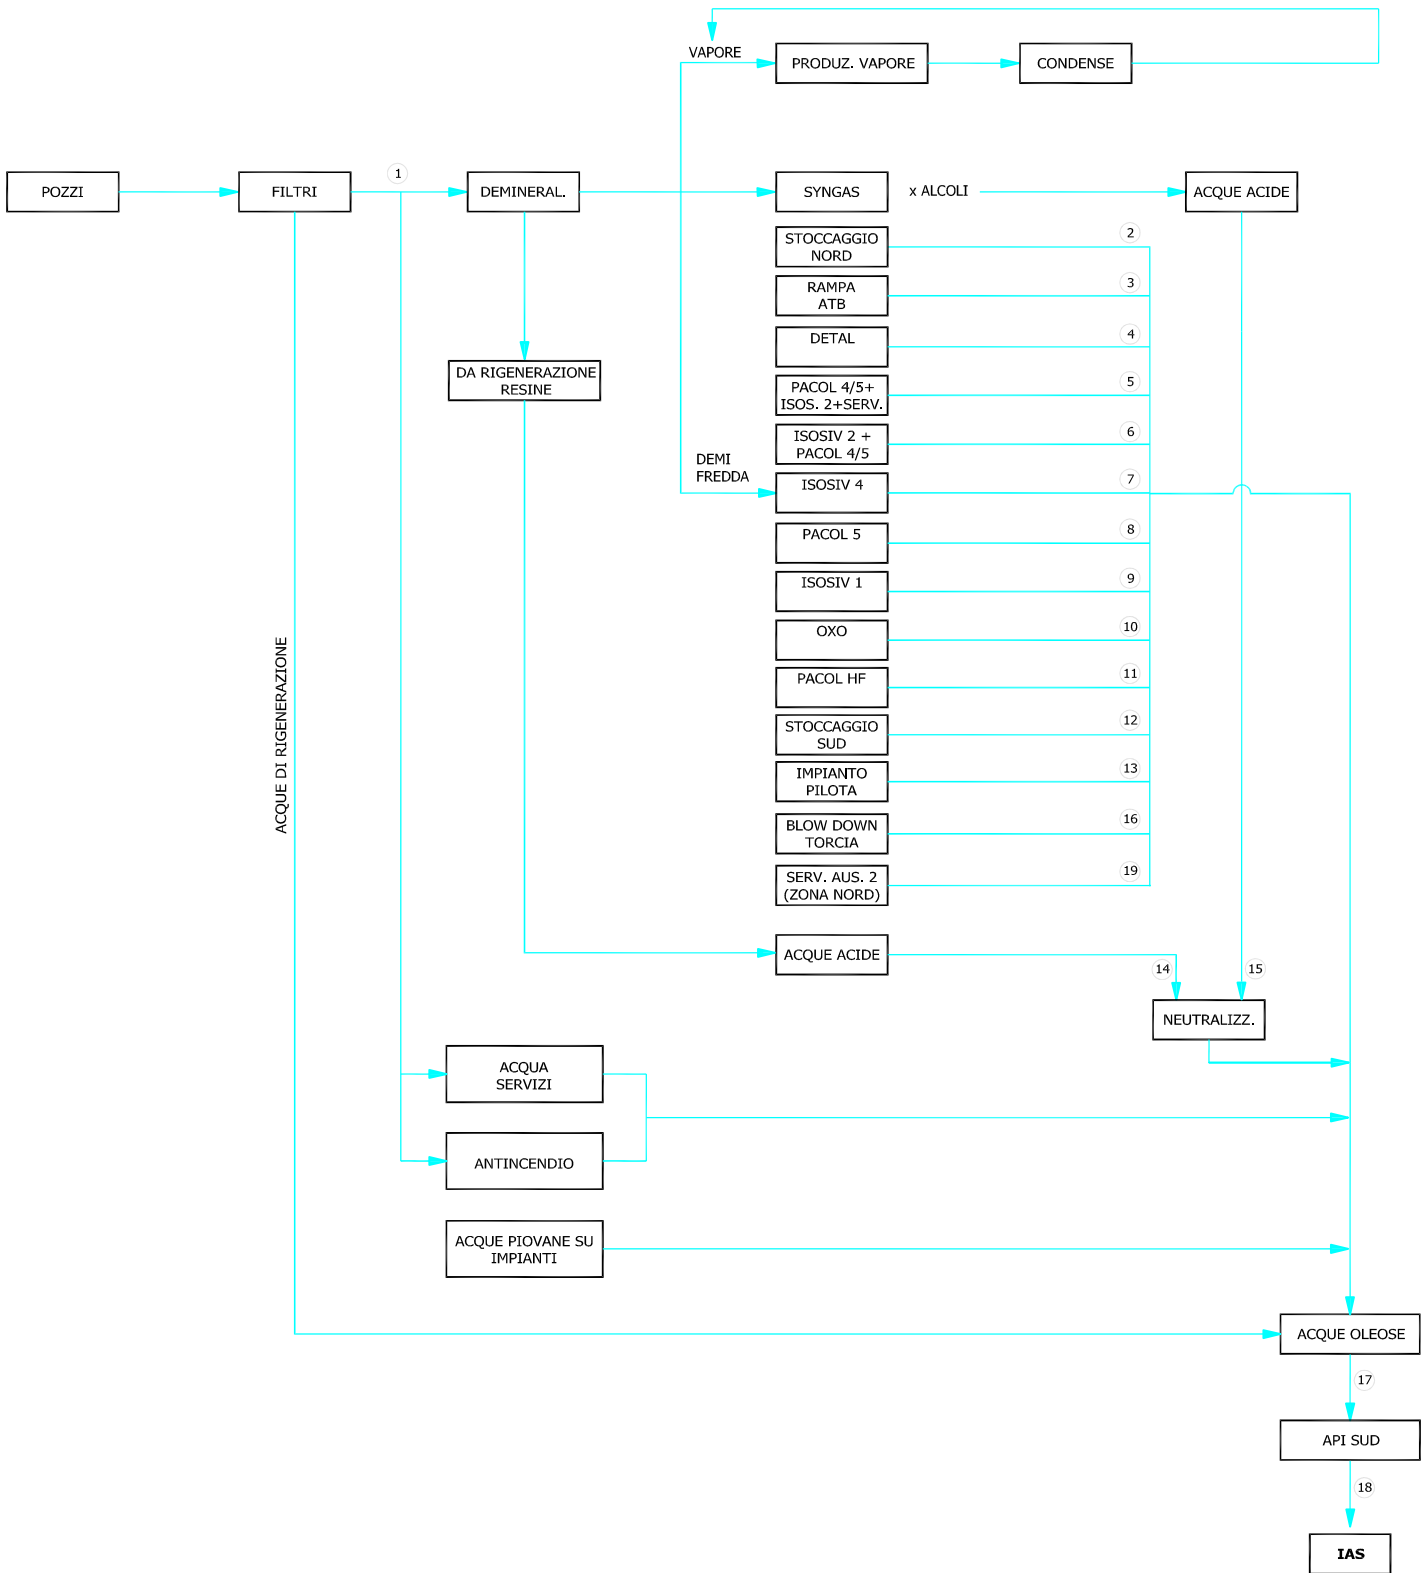 VAPORE
PRODUZ. VAPORE
CONDENSE
1
POZZI
FILTRI
DEMINERAL.
SYNGAS
x ALCOLI
ACQUE ACIDE
2
STOCCAGGIO
NORD
3
RAMPA
ATB
4
DETAL
DA RIGENERAZIONE
RESINE
5
PACOL 4/5+
ISOS. 2+SERV.
6
ISOSIV 2 +
PACOL 4/5
DEMI
FREDDA
7
ISOSIV 4
8
PACOL 5
9
ISOSIV 1
10
OXO
11
PACOL HF
12
STOCCAGGIO
SUD
13
IMPIANTO
PILOTA
16
BLOW DOWN
TORCIA
19
SERV. AUS. 2
(ZONA NORD)
ACQUE DI RIGENERAZIONE
ACQUE ACIDE
14
15
NEUTRALIZZ.
ACQUA
SERVIZI
ANTINCENDIO
ACQUE PIOVANE SU
IMPIANTI
ACQUE OLEOSE
17
API SUD
18
IAS